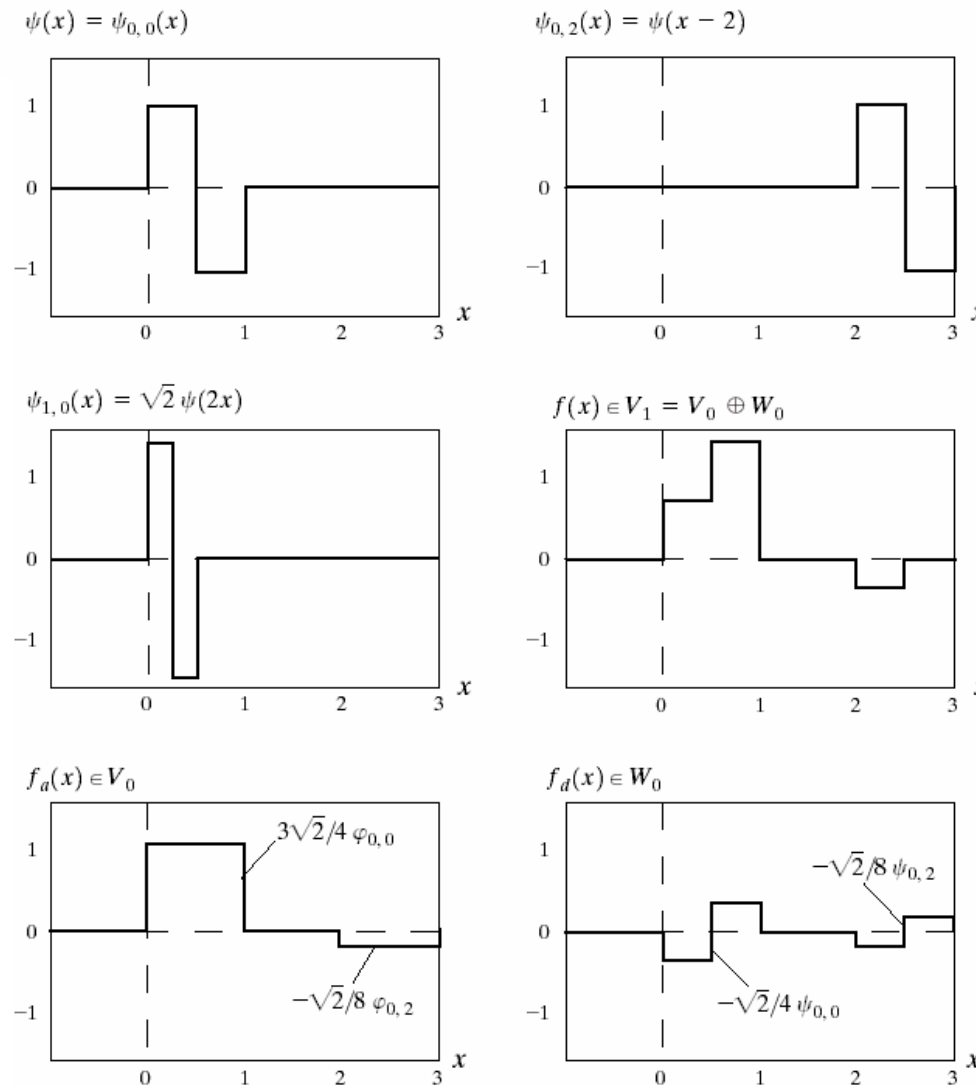 ψ(x) = ψ₀,₀(x)
1
0
−1
0 1 2 3 x
ψ₀,₂(x) = ψ(x − 2)
1
0
−1
0 1 2 3 x
ψ₁,₀(x) = √2 ψ(2x)
1
0
−1
0 1 2 3 x
f(x) ∈ V₁ = V₀ ⊕ W₀
1
0
−1
0 1 2 3 x
fₐ(x) ∈ V₀
3√2/4 φ₀,₀
1
0
−√2/8 φ₀,₂
−1
0 1 2 3 x
f_d(x) ∈ W₀
1
−√2/8 ψ₀,₂
0
−√2/4 ψ₀,₀
−1
0 1 2 3 x